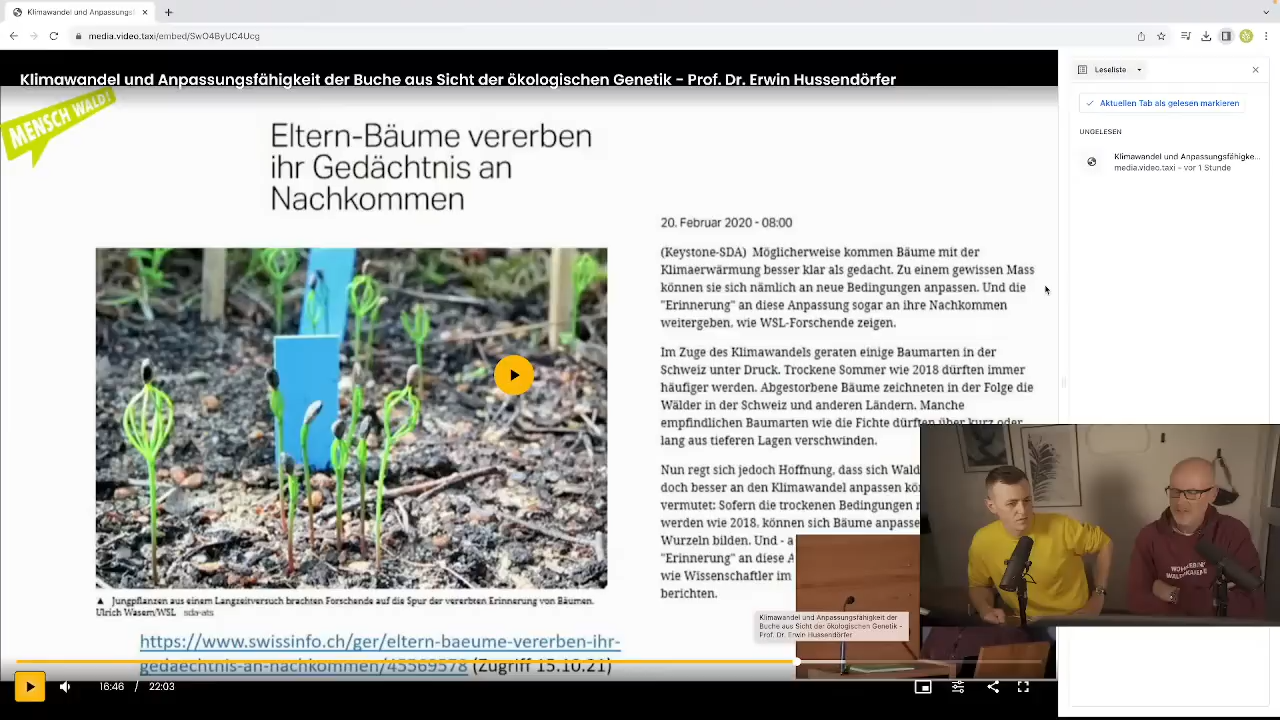 Klimawandel und Anpassungs
media.video.taxi/embed/SwO4ByUC4Ucg
Klimawandel und Anpassungsfähigkeit der Buche aus Sicht der ökologischen Genetik - Prof. Dr. Erwin Hussendörfer
MENSCH WALD!
Eltern-Bäume vererben
ihr Gedächtnis an
Nachkommen
20. Februar 2020 - 08:00
(Keystone-SDA) Möglicherweise kommen Bäume mit der
Klimaerwärmung besser klar als gedacht. Zu einem gewissen Mass
können sie sich nämlich an neue Bedingungen anpassen. Und die
"Erinnerung" an diese Anpassung sogar an ihre Nachkommen
weitergeben, wie WSL-Forschende zeigen.
Im Zuge des Klimawandels geraten einige Baumarten in der
Schweiz unter Druck. Trockene Sommer wie 2018 dürften immer
häufiger werden. Abgestorbene Bäume zeichneten in der Folge die
Wälder in der Schweiz und anderen Ländern. Manche
empfindlichen Baumarten wie die Fichte dürften über kurz oder
lang aus tieferen Lagen verschwinden.
Nun regt sich jedoch Hoffnung, dass sich Wald
doch besser an den Klimawandel anpassen kön
vermutet: Sofern die trockenen Bedingungen n
werden wie 2018, können sich Bäume anpasse
Wurzeln bilden. Und - a
"Erinnerung" an diese A
wie Wissenschaftler im
berichten.
▲ Jungpflanzen aus einem Langzeitversuch brachten Forschende auf die Spur der vererbten Erinnerung von Bäumen.
Ulrich Wasem/WSL sda-ats
https://www.swissinfo.ch/ger/eltern-baeume-vererben-ihr-
gedaechtnis-an-nachkommen/45569578 (Zugriff 15.10.21)
Klimawandel und Anpassungsfähigkeit der
Buche aus Sicht der ökologischen Genetik -
Prof. Dr. Erwin Hussendörfer
16:46 / 22:03
Leseliste
Aktuellen Tab als gelesen markieren
UNGELESEN
Klimawandel und Anpassungsfähigke...
media.video.taxi – vor 1 Stunde